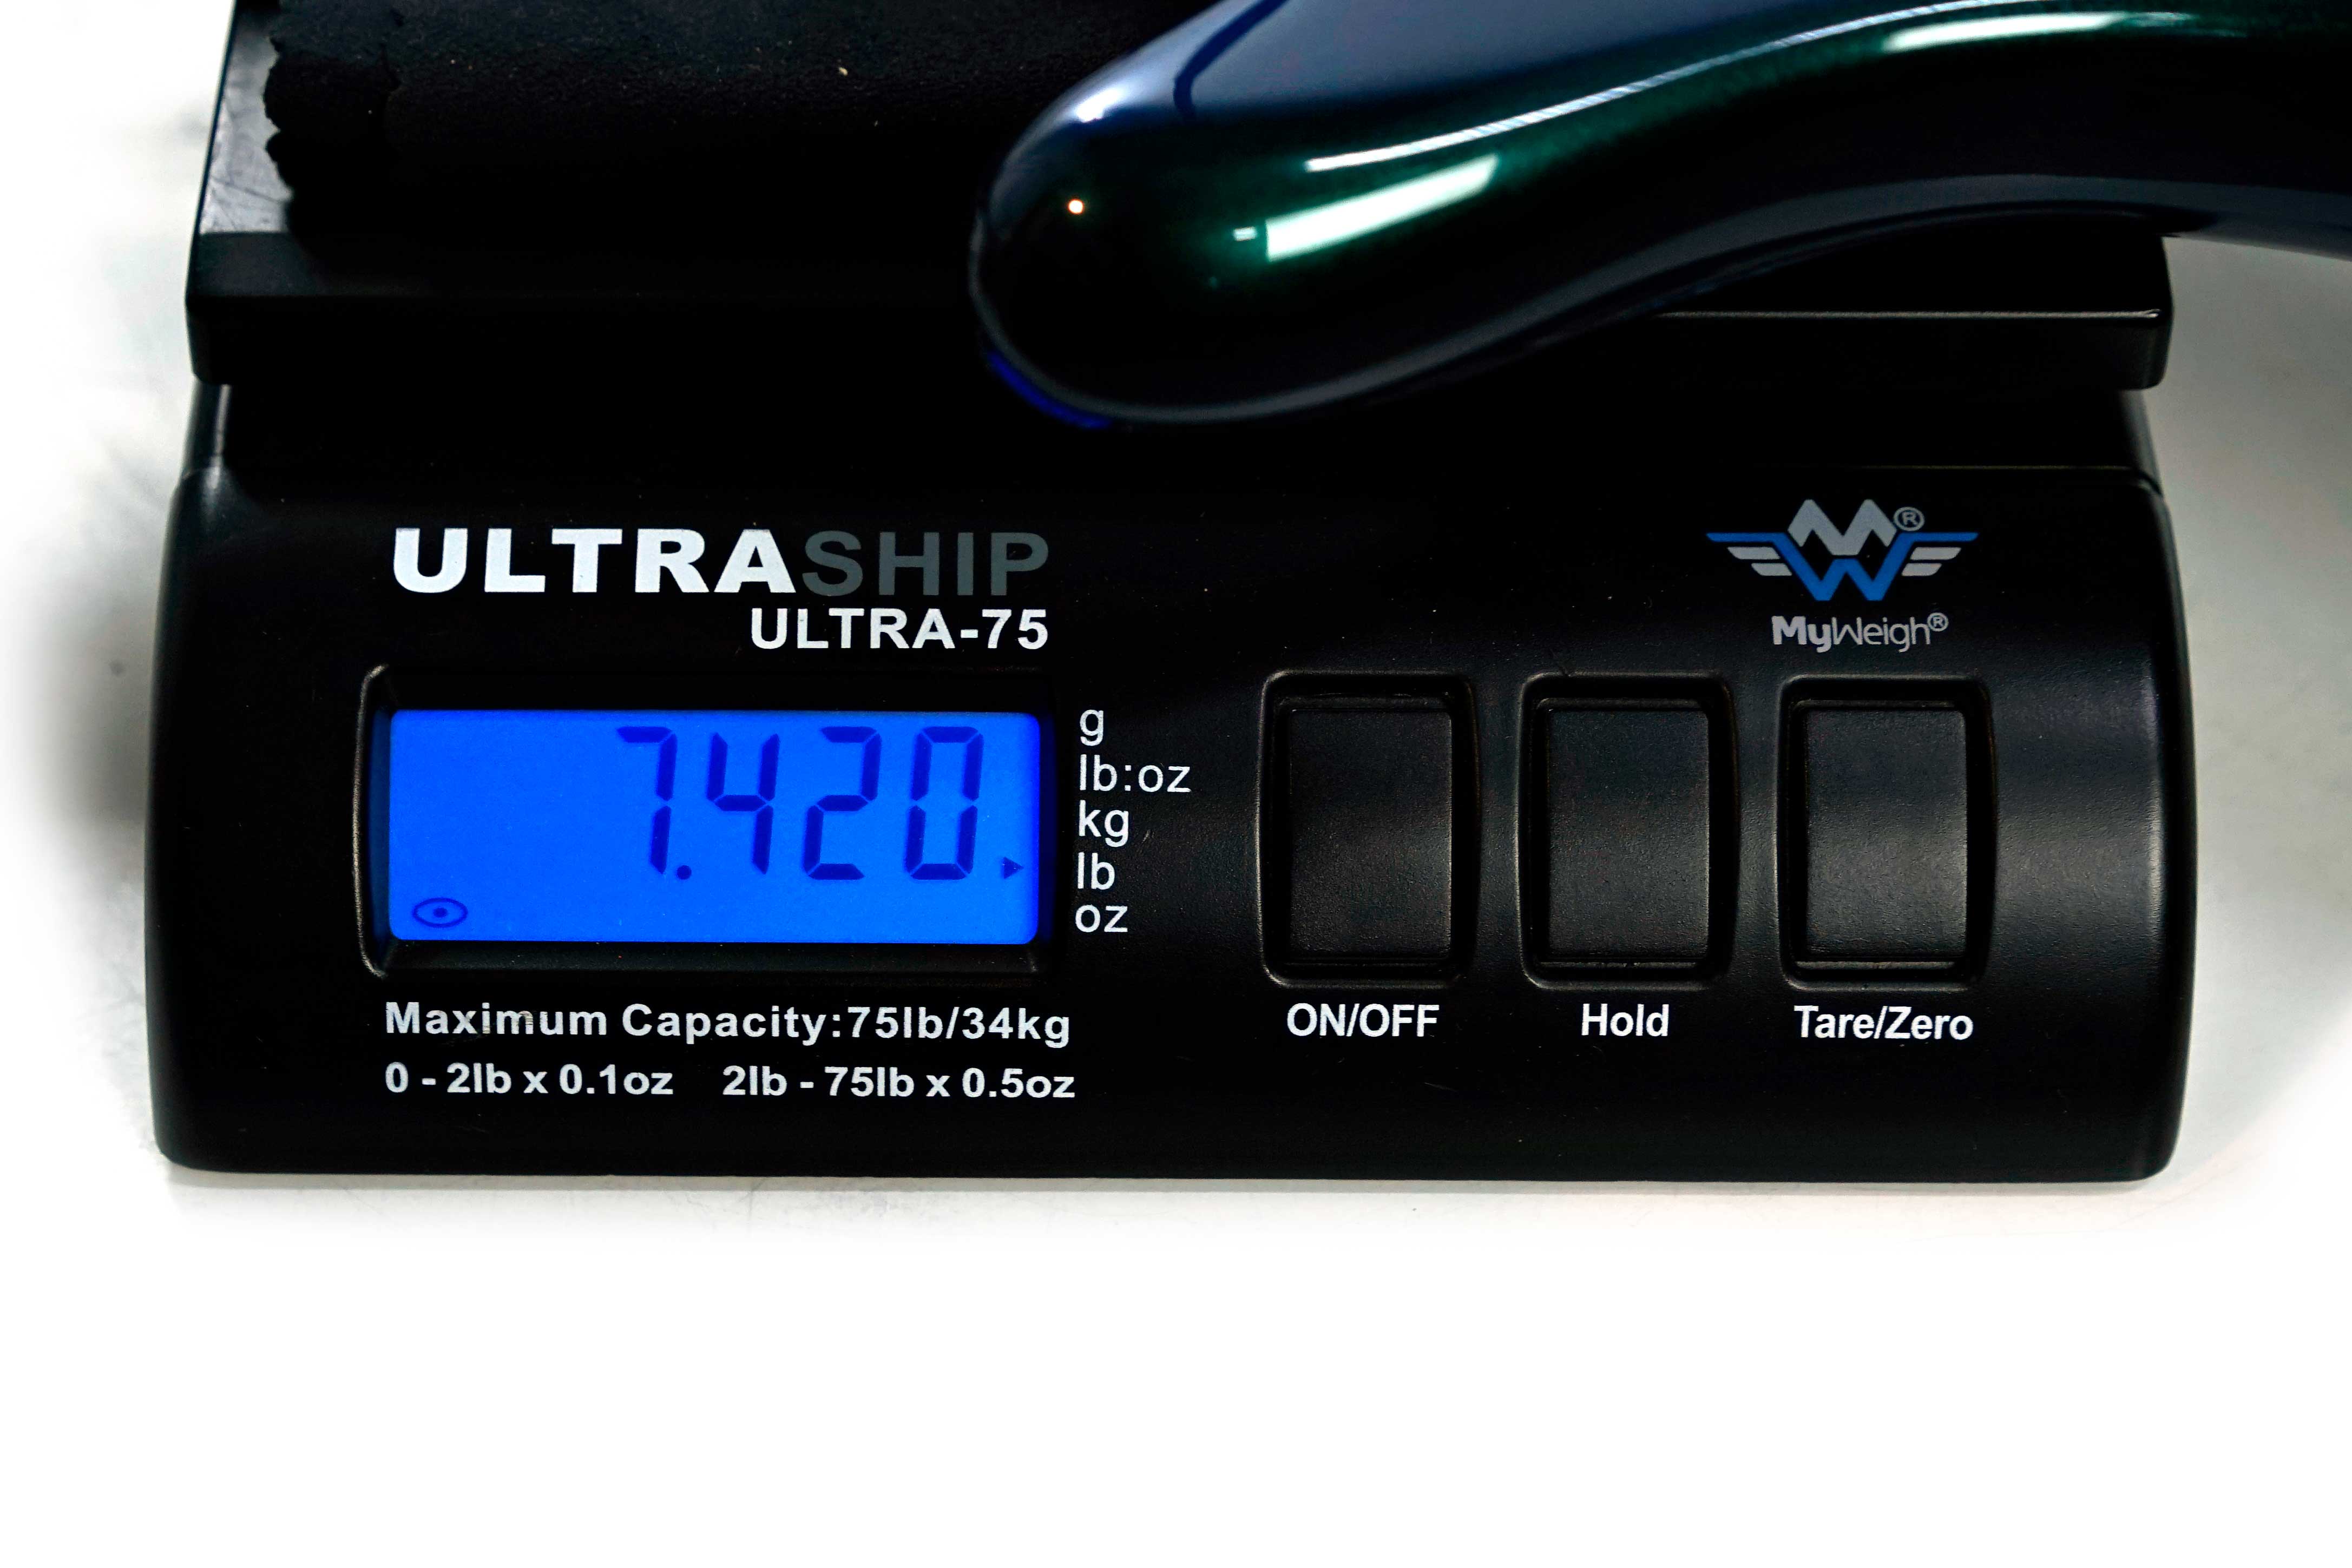 ULTRASHIP
ULTRA-75
®
MyWeigh®
7.420
g
lb:oz
kg
lb
oz
Maximum Capacity:75lb/34kg
0 - 2lb x 0.1oz 2lb - 75lb x 0.5oz
ON/OFF
Hold
Tare/Zero